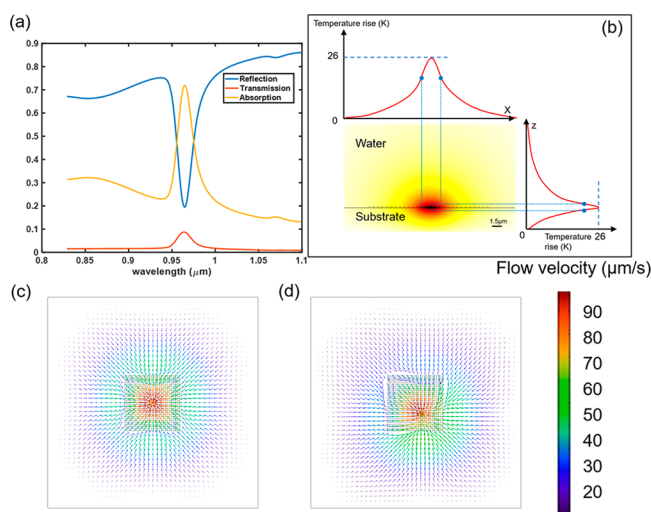 (a)
0.9
0.8
0.7
0.6
0.5
0.4
0.3
0.2
0.1
0
0.8
0.85
0.9
0.95
1
1.05
1.1
wavelength (μm)
Reflection
Transmission
Absorption
(b)
Temperature rise (K)
26
0
X
Water
Substrate
1.5μm
z
0
Temperature
26
rise (K)
Flow velocity (μm/s)
(c)
(d)
90
80
70
60
50
40
30
20